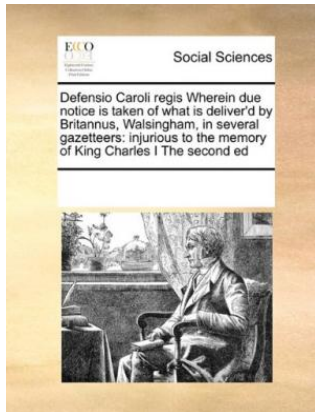 ECCO
Social Sciences
Defensio Caroli regis Wherein due
notice is taken of what is deliver'd by
Britannus, Walsingham, in several
gazetteers: injurious to the memory
of King Charles I The second ed